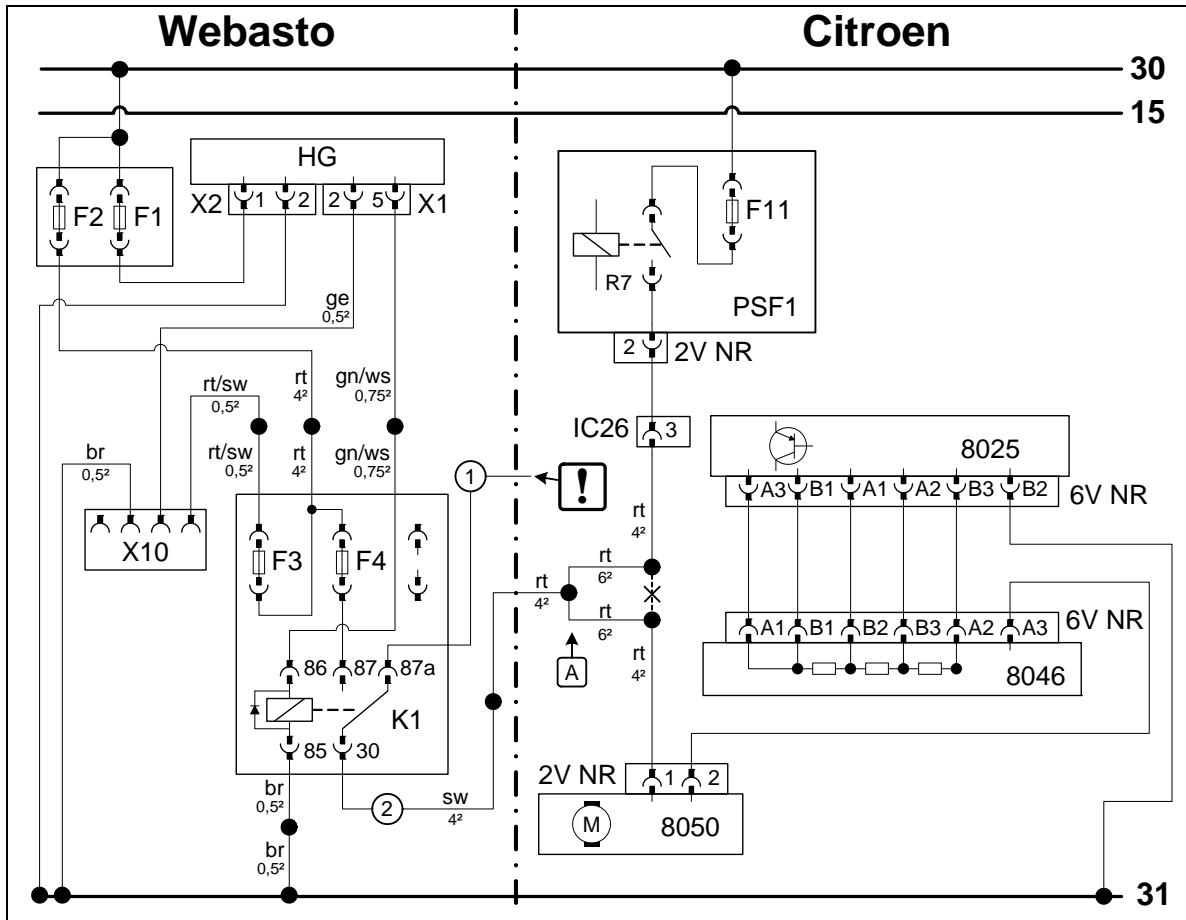 Webasto
Citroen
30
15
HG
X2 1 2 2 5 X1
F2 F1
F11
R7
PSF1
ge
0,5²
2 2V NR
rt/sw
0,5²
rt
4²
gn/ws
0,75²
IC26 3
8025
br
0,5²
rt/sw
0,5²
rt
4²
gn/ws
0,75²
1
!
A3 B1 A1 A2 B3 B2 6V NR
rt
4²
X10
F3 F4
rt
6²
rt
4²
rt
6²
A1 B1 B2 B3 A2 A3 6V NR
A
rt
4²
8046
86 87 87a
K1
85 30
2V NR 1 2
br
0,5²
2
sw
4²
M 8050
br
0,5²
31